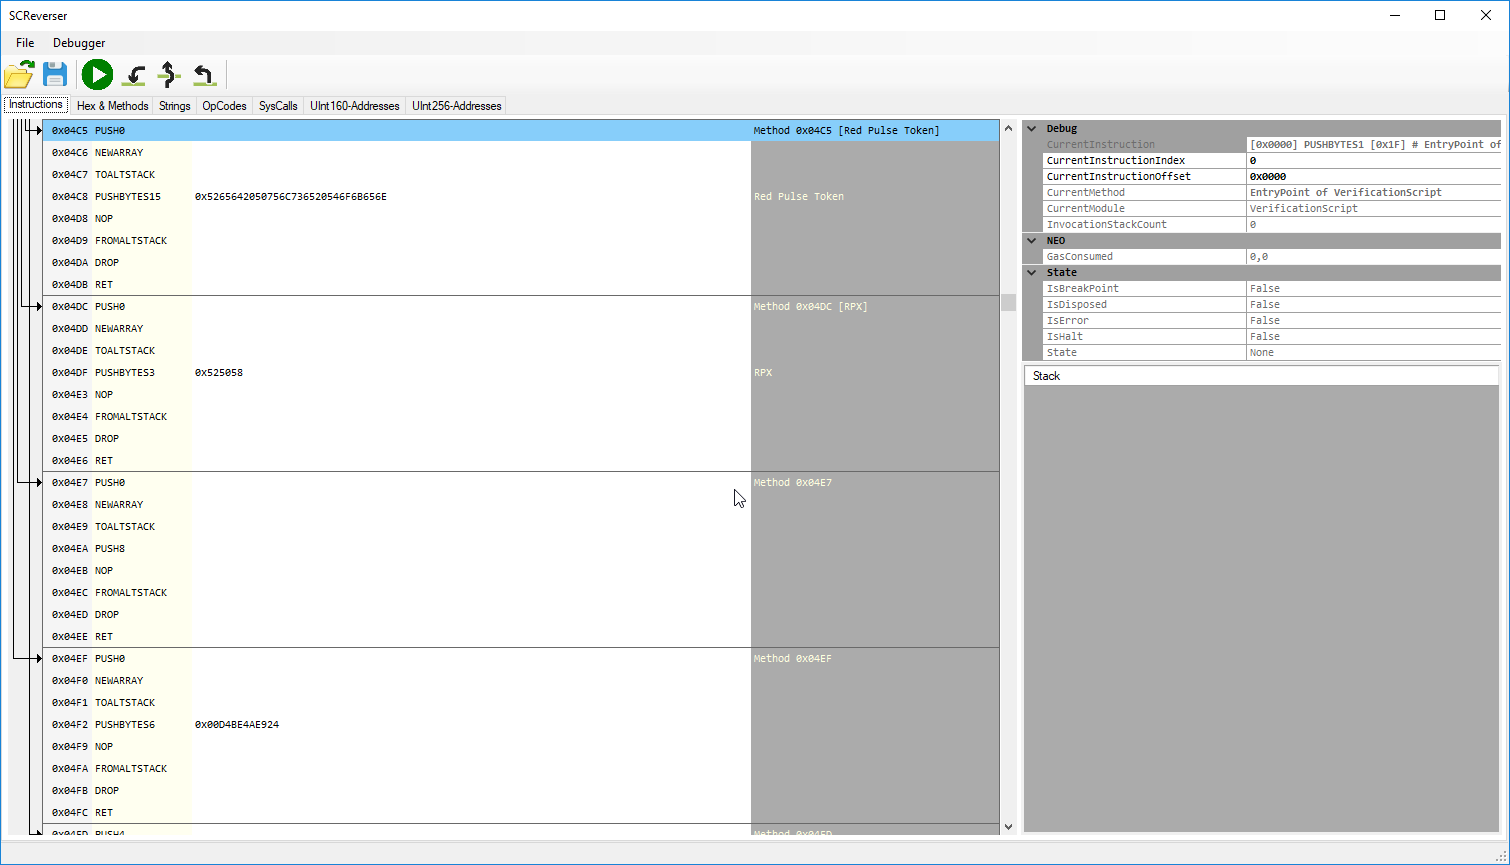 SCReverser
File Debugger
Instructions Hex & Methods Strings OpCodes SysCalls UInt160-Addresses UInt256-Addresses
0x04C5 PUSH0 Method 0x04C5 [Red Pulse Token]
0x04C6 NEWARRAY
0x04C7 TOALTSTACK
0x04C8 PUSHBYTES15 0x5265642050756C736520546F6B656E Red Pulse Token
0x04D8 NOP
0x04D9 FROMALTSTACK
0x04DA DROP
0x04DB RET
0x04DC PUSH0 Method 0x04DC [RPX]
0x04DD NEWARRAY
0x04DE TOALTSTACK
0x04DF PUSHBYTES3 0x525058 RPX
0x04E3 NOP
0x04E4 FROMALTSTACK
0x04E5 DROP
0x04E6 RET
0x04E7 PUSH0 Method 0x04E7
0x04E8 NEWARRAY
0x04E9 TOALTSTACK
0x04EA PUSH8
0x04EB NOP
0x04EC FROMALTSTACK
0x04ED DROP
0x04EE RET
0x04EF PUSH0 Method 0x04EF
0x04F0 NEWARRAY
0x04F1 TOALTSTACK
0x04F2 PUSHBYTES6 0x00D4BE4AE924
0x04F9 NOP
0x04FA FROMALTSTACK
0x04FB DROP
0x04FC RET
0x04FD PUSH4 Method 0x04FD
Debug
CurrentInstruction [0x0000] PUSHBYTES1 [0x1F] # EntryPoint of
CurrentInstructionIndex 0
CurrentInstructionOffset 0x0000
CurrentMethod EntryPoint of VerificationScript
CurrentModule VerificationScript
InvocationStackCount 0
NEO
GasConsumed 0,0
State
IsBreakPoint False
IsDisposed False
IsError False
IsHalt False
State None
Stack